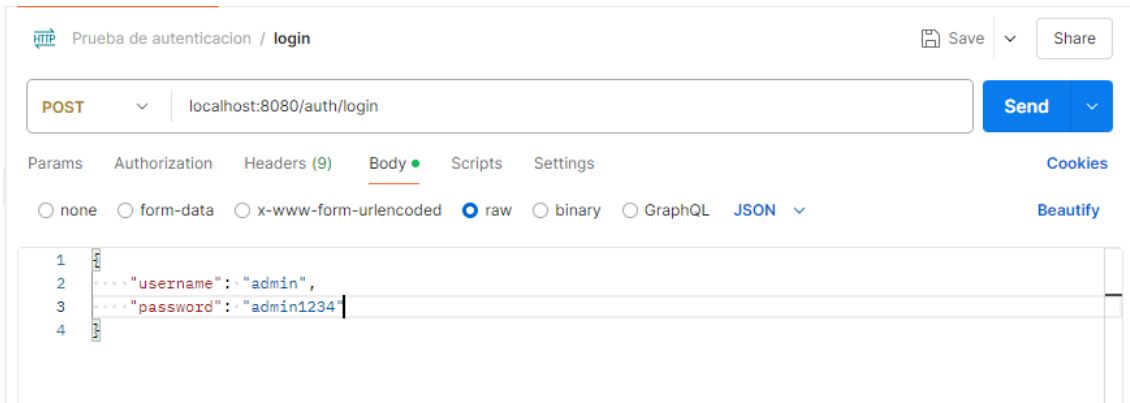 HTTP Prueba de autenticacion / login Save Share
POST localhost:8080/auth/login Send
Params Authorization Headers (9) Body Scripts Settings Cookies
none form-data x-www-form-urlencoded raw binary GraphQL JSON Beautify
1 {
2 "username": "admin",
3 "password": "admin1234"
4 }